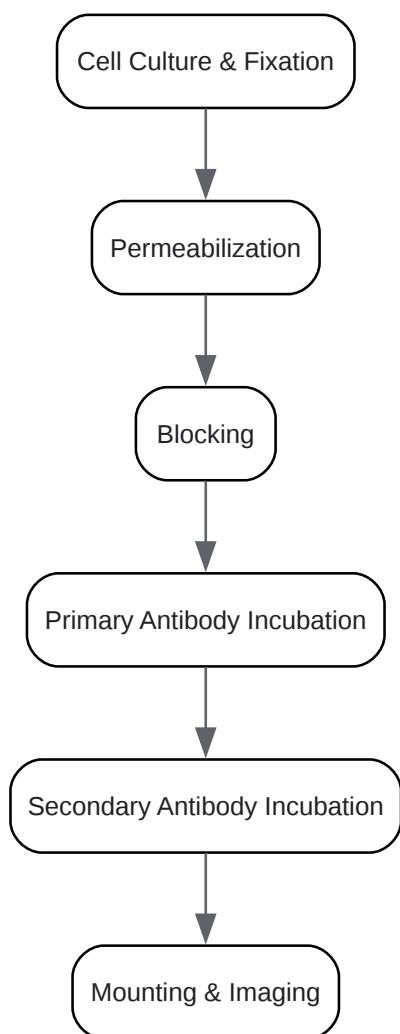 Cell Culture & Fixation
Permeabilization
Blocking
Primary Antibody Incubation
Secondary Antibody Incubation
Mounting & Imaging